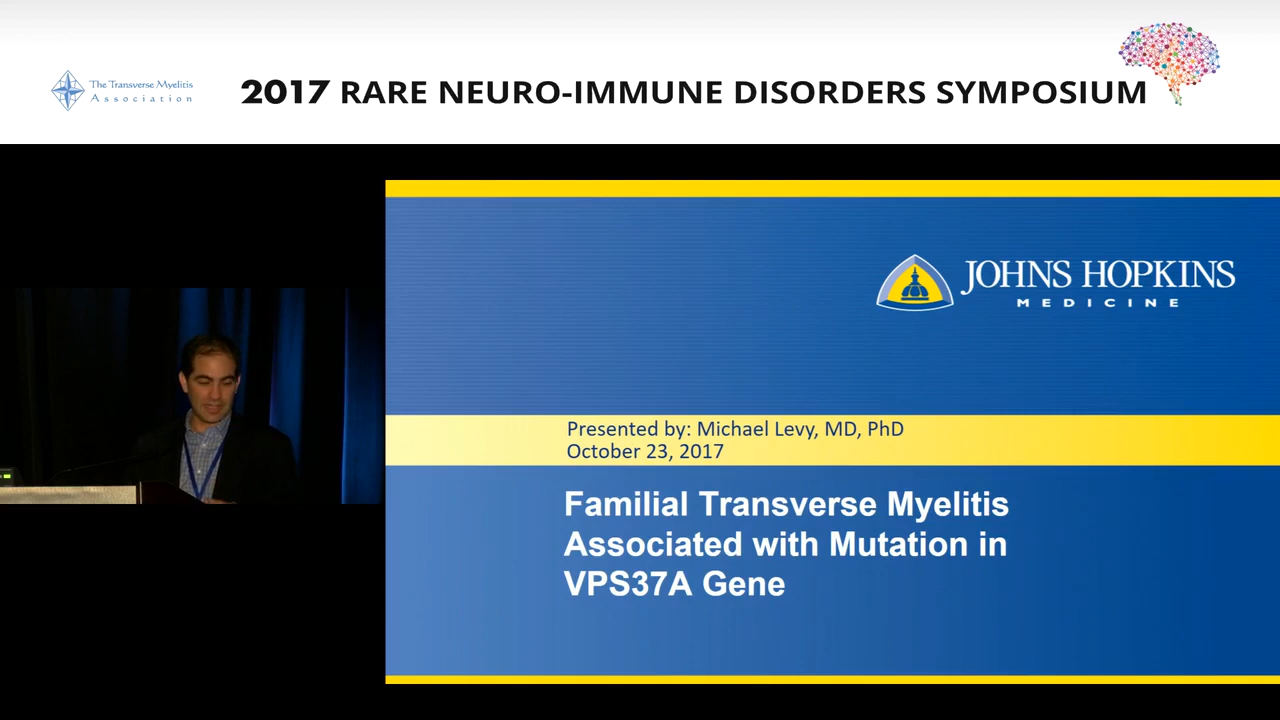 The Transverse Myelitis
Association
2017 RARE NEURO-IMMUNE DISORDERS SYMPOSIUM
JOHNS HOPKINS
MEDICINE
Presented by: Michael Levy, MD, PhD
October 23, 2017
Familial Transverse Myelitis
Associated with Mutation in
VPS37A Gene